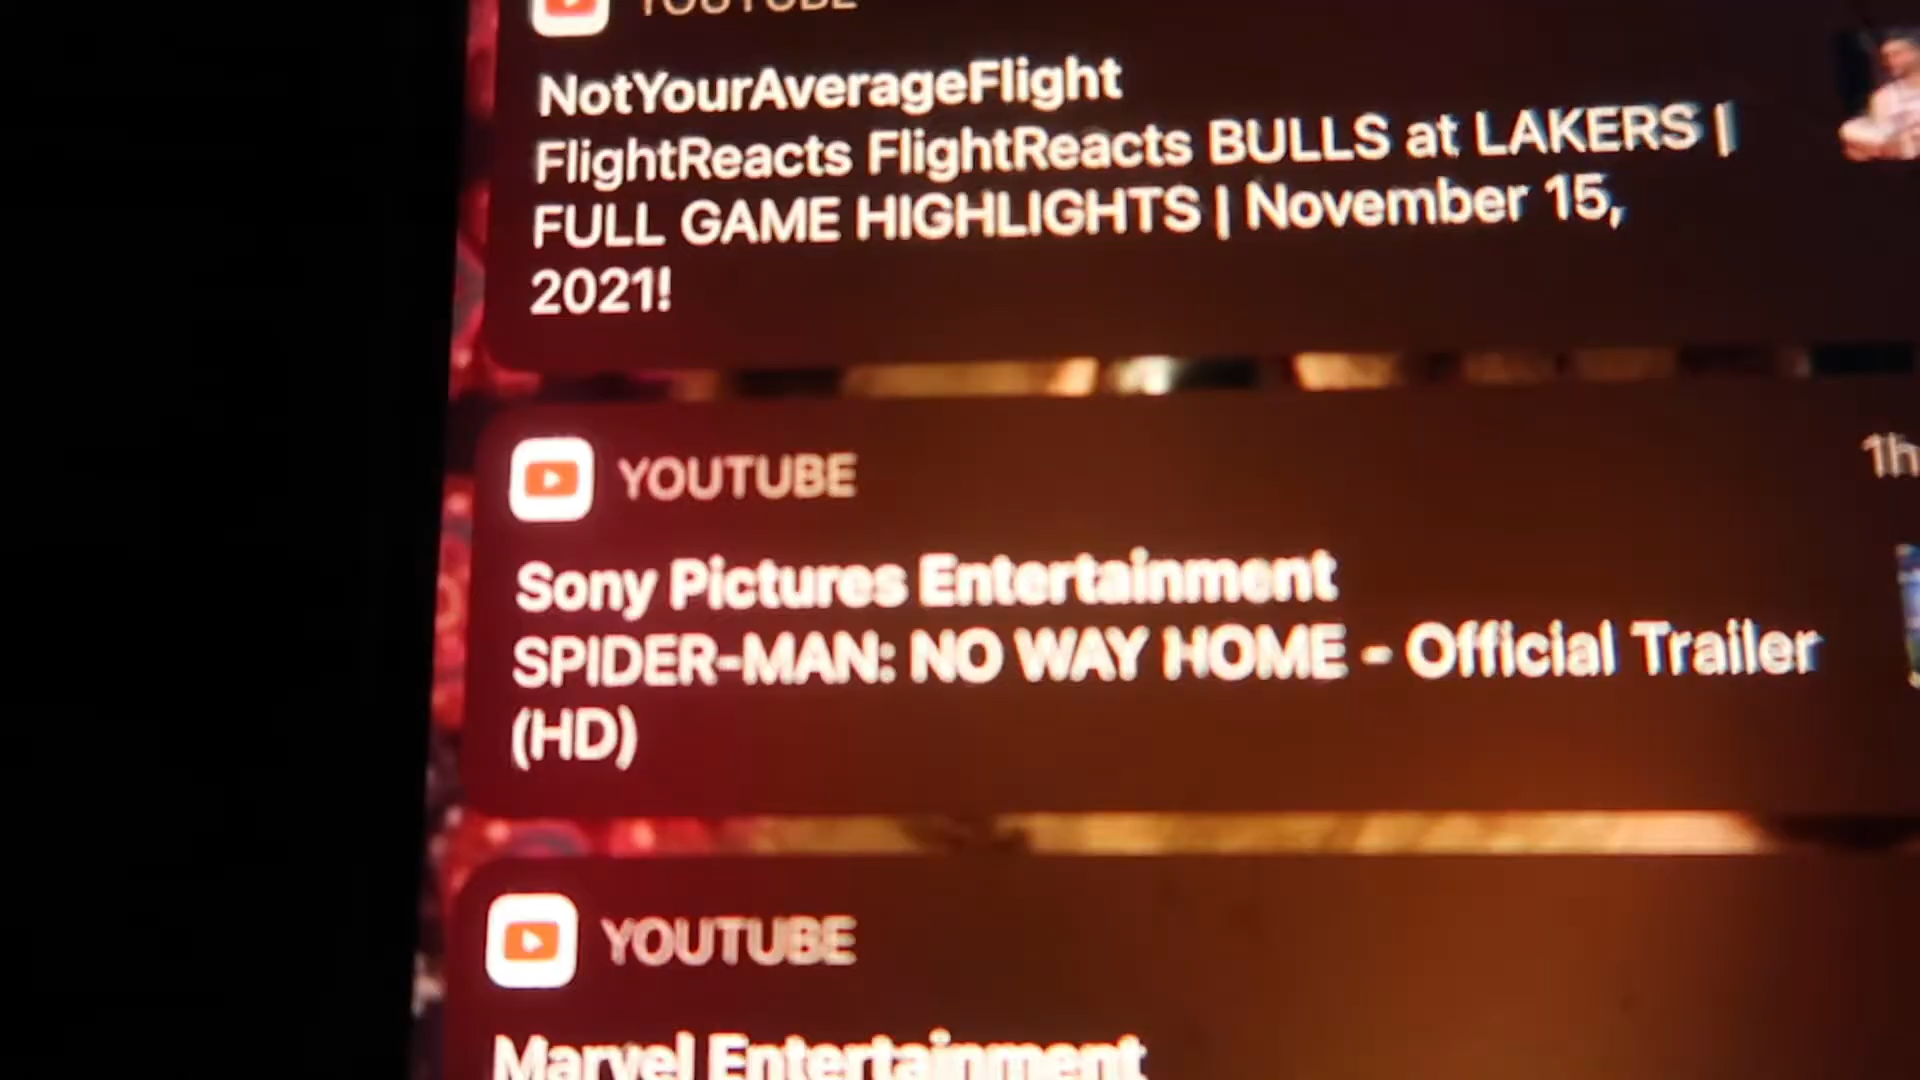 YOUTUBE
NotYourAverageFlight
FlightReacts FlightReacts BULLS at LAKERS |
FULL GAME HIGHLIGHTS | November 15,
2021!
YOUTUBE
1h
Sony Pictures Entertainment
SPIDER-MAN: NO WAY HOME - Official Trailer
(HD)
YOUTUBE
Marvel Entertainment